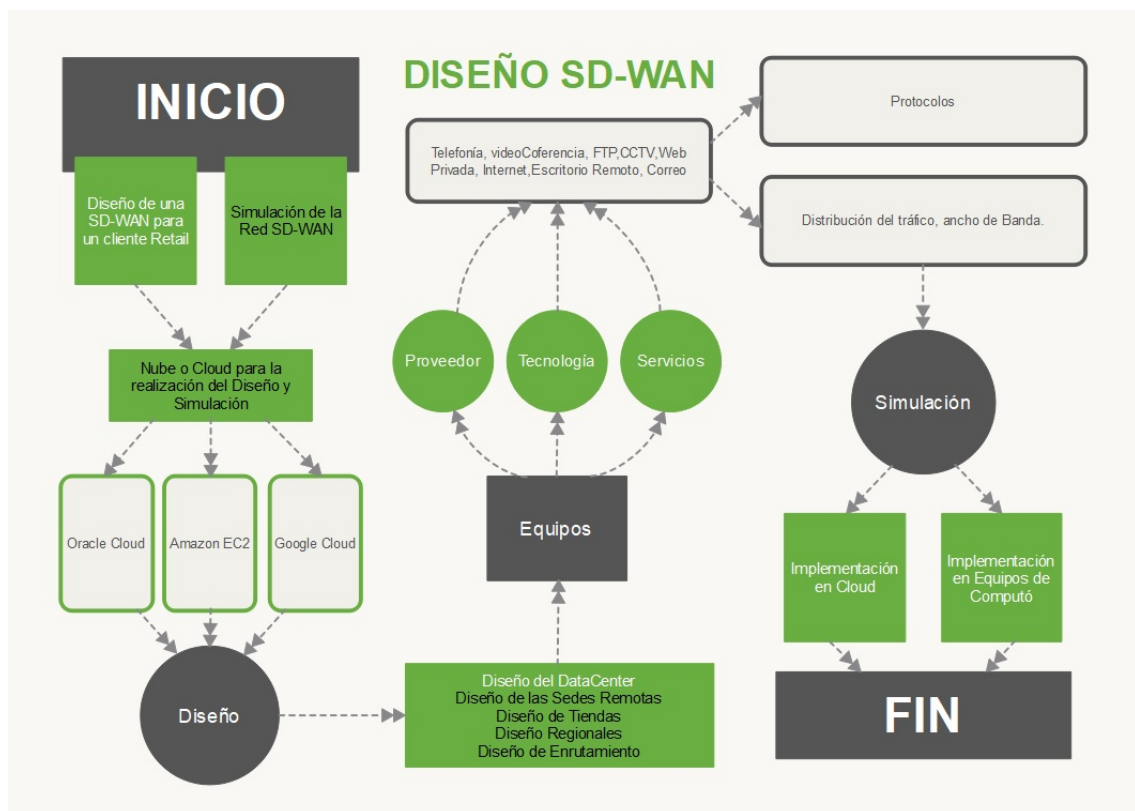 INICIO
Diseño de una
SD-WAN para
un cliente Retail
Simulación de la
Red SD-WAN
Nube o Cloud para la
realización del Diseño y
Simulación
Oracle Cloud
Amazon EC2
Google Cloud
Diseño
DISEÑO SD-WAN
Telefonía, videoCoferencia, FTP,CCTV,Web
Privada, Internet,Escritorio Remoto, Correo
Proveedor
Tecnología
Servicios
Equipos
Diseño del DataCenter
Diseño de las Sedes Remotas
Diseño de Tiendas
Diseño Regionales
Diseño de Enrutamiento
Protocolos
Distribución del tráfico, ancho de Banda.
Simulación
Implementación
en Cloud
Implementación
en Equipos de
Computó
FIN